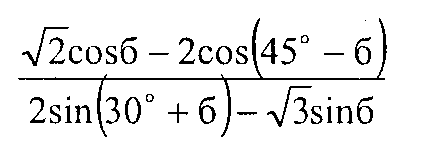 √2cosб − 2cos(45° − б)
2sin(30° + б) − √3sinб